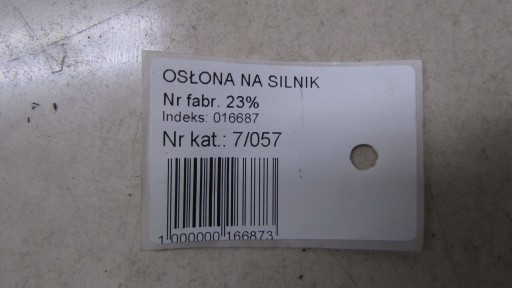 OSŁONA NA SILNIK
Nr fabr. 23%
Indeks: 016687
Nr kat.: 7/057
1 000000 166873